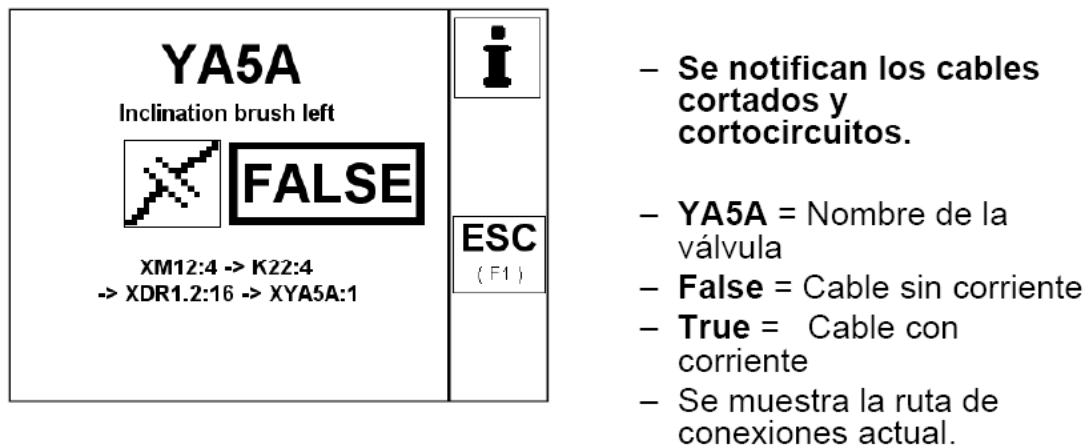 YA5A
Inclination brush left
FALSE
XM12:4 -> K22:4
-> XDR1.2:16 -> XYA5A:1
i
ESC
( F1 )
– Se notifican los cables
cortados y
cortocircuitos.
– YA5A = Nombre de la
válvula
– False = Cable sin corriente
– True = Cable con
corriente
– Se muestra la ruta de
conexiones actual.